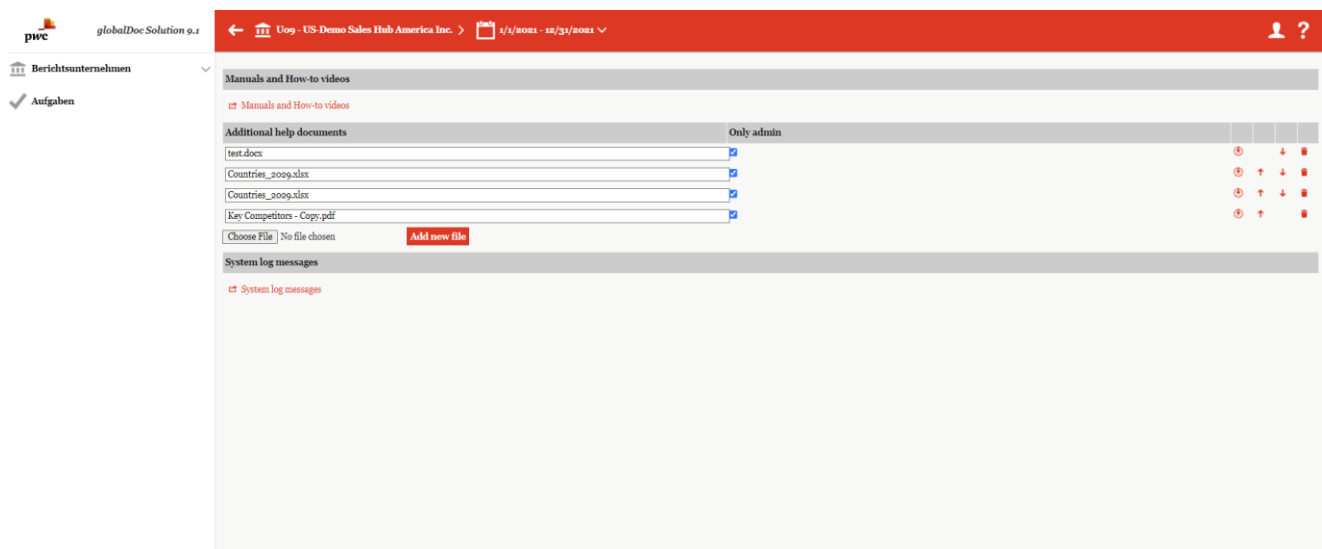 pwc
globalDoc Solution 9.1
U09 - US-Demo Sales Hub America Inc.
1/1/2021 - 12/31/2021
?
Berichtsunternehmen
Aufgaben
Manuals and How-to videos
Manuals and How-to videos
Additional help documents Only admin
test.docx
Countries_2029.xlsx
Countries_2029.xlsx
Key Competitors - Copy.pdf
Choose File No file chosen Add new file
System log messages
System log messages